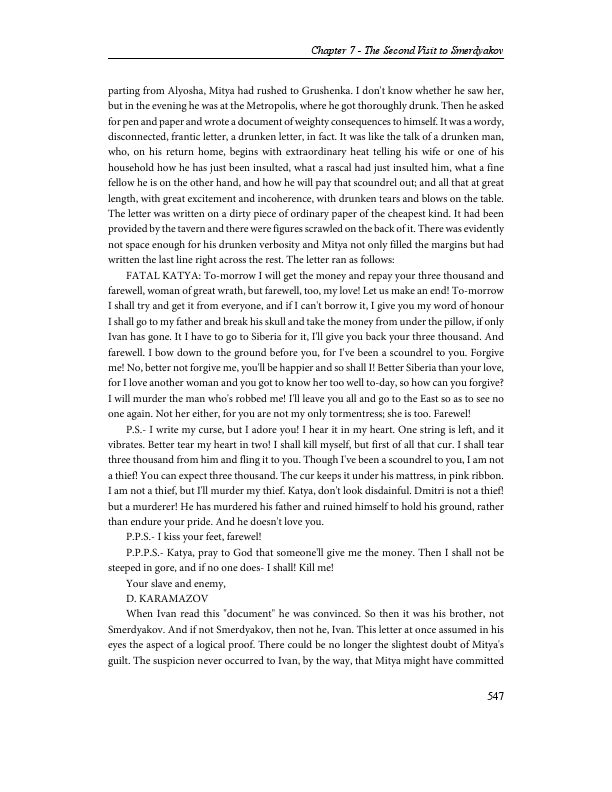 Chapter 7 - The Second Visit to Smerdyakov
parting from Alyosha, Mitya had rushed to Grushenka. I don't know whether he saw her,
but in the evening he was at the Metropolis, where he got thoroughly drunk. Then he asked
for pen and paper and wrote a document of weighty consequences to himself. It was a wordy,
disconnected, frantic letter, a drunken letter, in fact. It was like the talk of a drunken man,
who, on his return home, begins with extraordinary heat telling his wife or one of his
household how he has just been insulted, what a rascal had just insulted him, what a fine
fellow he is on the other hand, and how he will pay that scoundrel out; and all that at great
length, with great excitement and incoherence, with drunken tears and blows on the table.
The letter was written on a dirty piece of ordinary paper of the cheapest kind. It had been
provided by the tavern and there were figures scrawled on the back of it. There was evidently
not space enough for his drunken verbosity and Mitya not only filled the margins but had
written the last line right across the rest. The letter ran as follows:
FATAL KATYA: To-morrow I will get the money and repay your three thousand and
farewell, woman of great wrath, but farewell, too, my love! Let us make an end! To-morrow
I shall try and get it from everyone, and if I can't borrow it, I give you my word of honour
I shall go to my father and break his skull and take the money from under the pillow, if only
Ivan has gone. It I have to go to Siberia for it, I'll give you back your three thousand. And
farewell. I bow down to the ground before you, for I've been a scoundrel to you. Forgive
me! No, better not forgive me, you'll be happier and so shall I! Better Siberia than your love,
for I love another woman and you got to know her too well to-day, so how can you forgive?
I will murder the man who's robbed me! I'll leave you all and go to the East so as to see no
one again. Not her either, for you are not my only tormentress; she is too. Farewel!
P.S.- I write my curse, but I adore you! I hear it in my heart. One string is left, and it
vibrates. Better tear my heart in two! I shall kill myself, but first of all that cur. I shall tear
three thousand from him and fling it to you. Though I've been a scoundrel to you, I am not
a thief! You can expect three thousand. The cur keeps it under his mattress, in pink ribbon.
I am not a thief, but I'll murder my thief. Katya, don't look disdainful. Dmitri is not a thief!
but a murderer! He has murdered his father and ruined himself to hold his ground, rather
than endure your pride. And he doesn't love you.
P.P.S.- I kiss your feet, farewel!
P.P.P.S.- Katya, pray to God that someone'll give me the money. Then I shall not be
steeped in gore, and if no one does- I shall! Kill me!
Your slave and enemy,
D. KARAMAZOV
When Ivan read this "document" he was convinced. So then it was his brother, not
Smerdyakov. And if not Smerdyakov, then not he, Ivan. This letter at once assumed in his
eyes the aspect of a logical proof. There could be no longer the slightest doubt of Mitya's
guilt. The suspicion never occurred to Ivan, by the way, that Mitya might have committed
547